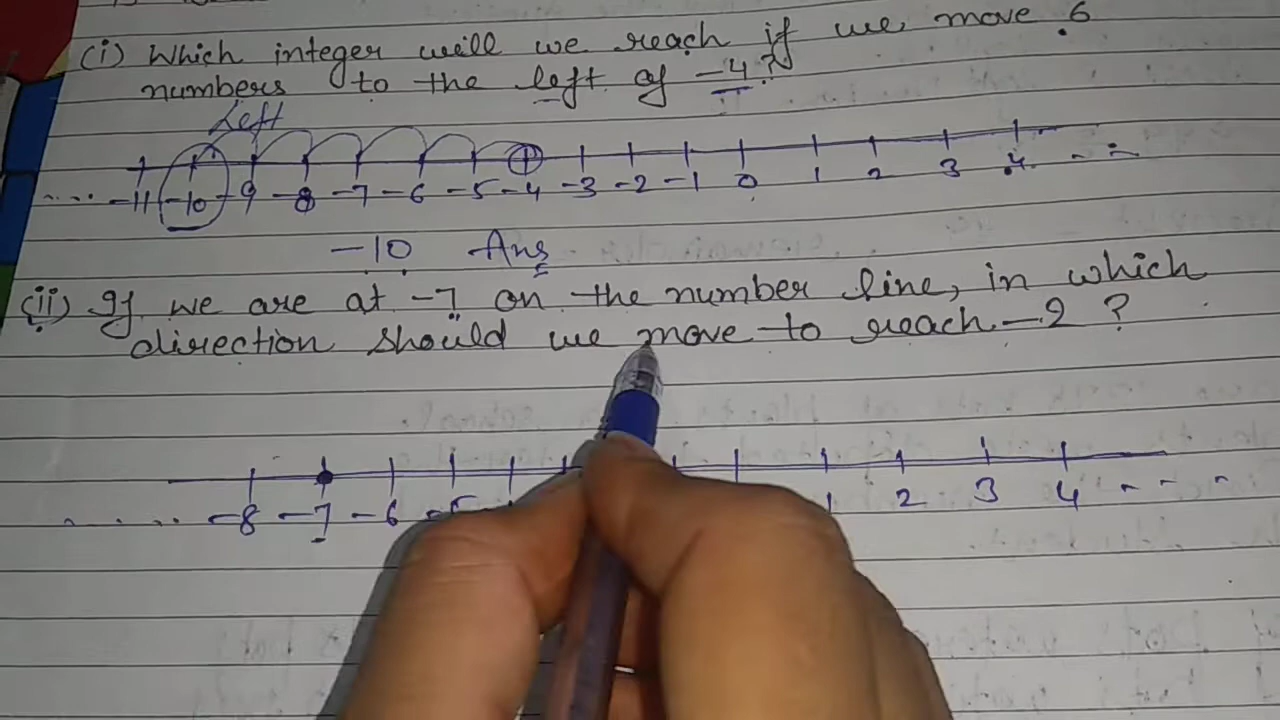 (i) Which integer will we reach if we move 6
numbers to the left of -4?
Left
.... -11 -10 -9 -8 -7 -6 -5 -4 -3 -2 -1 0 1 2 3 4 ...
-10 Ans
(ii) If we are at -7 on the number line, in which
direction should we move to reach -2 ?
.... -8 -7 -6 -5 1 2 3 4 ...